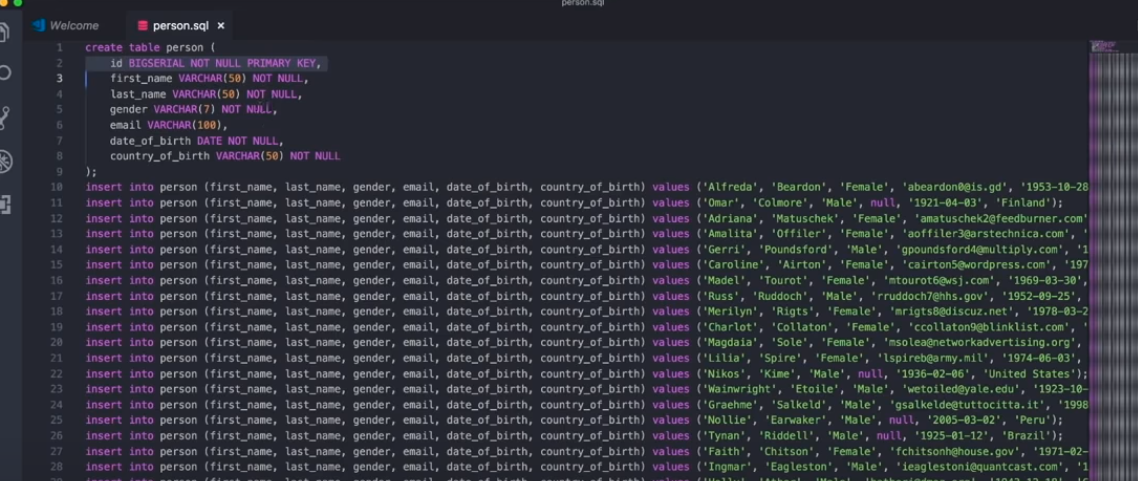 person.sql
Welcome
person.sql ×
1 create table person (
2 id BIGSERIAL NOT NULL PRIMARY KEY,
3 first_name VARCHAR(50) NOT NULL,
4 last_name VARCHAR(50) NOT NULL,
5 gender VARCHAR(7) NOT NULL,
6 email VARCHAR(100),
7 date_of_birth DATE NOT NULL,
8 country_of_birth VARCHAR(50) NOT NULL
9 );
10 insert into person (first_name, last_name, gender, email, date_of_birth, country_of_birth) values ('Alfreda', 'Beardon', 'Female', 'abeardon0@is.gd', '1953-10-28
11 insert into person (first_name, last_name, gender, email, date_of_birth, country_of_birth) values ('Omar', 'Colmore', 'Male', null, '1921-04-03', 'Finland');
12 insert into person (first_name, last_name, gender, email, date_of_birth, country_of_birth) values ('Adriana', 'Matuschek', 'Female', 'amatuschek2@feedburner.com'
13 insert into person (first_name, last_name, gender, email, date_of_birth, country_of_birth) values ('Amalita', 'Offiler', 'Female', 'aoffiler3@arstechnica.com', '
14 insert into person (first_name, last_name, gender, email, date_of_birth, country_of_birth) values ('Gerri', 'Poundsford', 'Male', 'gpoundsford4@multiply.com', '1
15 insert into person (first_name, last_name, gender, email, date_of_birth, country_of_birth) values ('Caroline', 'Airton', 'Female', 'cairton5@wordpress.com', '197
16 insert into person (first_name, last_name, gender, email, date_of_birth, country_of_birth) values ('Madel', 'Tourot', 'Female', 'mtourot6@wsj.com', '1969-03-30',
17 insert into person (first_name, last_name, gender, email, date_of_birth, country_of_birth) values ('Russ', 'Ruddoch', 'Male', 'rruddoch7@hhs.gov', '1952-09-25',
18 insert into person (first_name, last_name, gender, email, date_of_birth, country_of_birth) values ('Merilyn', 'Rigts', 'Female', 'mrigts8@discuz.net', '1978-03-2
19 insert into person (first_name, last_name, gender, email, date_of_birth, country_of_birth) values ('Charlot', 'Collaton', 'Female', 'ccollaton9@blinklist.com', '
20 insert into person (first_name, last_name, gender, email, date_of_birth, country_of_birth) values ('Magdaia', 'Sole', 'Female', 'msolea@networkadvertising.org',
21 insert into person (first_name, last_name, gender, email, date_of_birth, country_of_birth) values ('Lilia', 'Spire', 'Female', 'lspireb@army.mil', '1974-06-03',
22 insert into person (first_name, last_name, gender, email, date_of_birth, country_of_birth) values ('Nikos', 'Kime', 'Male', null, '1936-02-06', 'United States');
23 insert into person (first_name, last_name, gender, email, date_of_birth, country_of_birth) values ('Wainwright', 'Etoile', 'Male', 'wetoiled@yale.edu', '1923-10-
24 insert into person (first_name, last_name, gender, email, date_of_birth, country_of_birth) values ('Graehme', 'Salkeld', 'Male', 'gsalkelde@tuttocitta.it', '1998
25 insert into person (first_name, last_name, gender, email, date_of_birth, country_of_birth) values ('Nollie', 'Earwaker', 'Male', null, '2005-03-02', 'Peru');
26 insert into person (first_name, last_name, gender, email, date_of_birth, country_of_birth) values ('Tynan', 'Riddell', 'Male', null, '1925-01-12', 'Brazil');
27 insert into person (first_name, last_name, gender, email, date_of_birth, country_of_birth) values ('Faith', 'Chitson', 'Female', 'fchitsonh@house.gov', '1971-02-
28 insert into person (first_name, last_name, gender, email, date_of_birth, country_of_birth) values ('Ingmar', 'Eagleston', 'Male', 'ieaglestoni@quantcast.com', '1